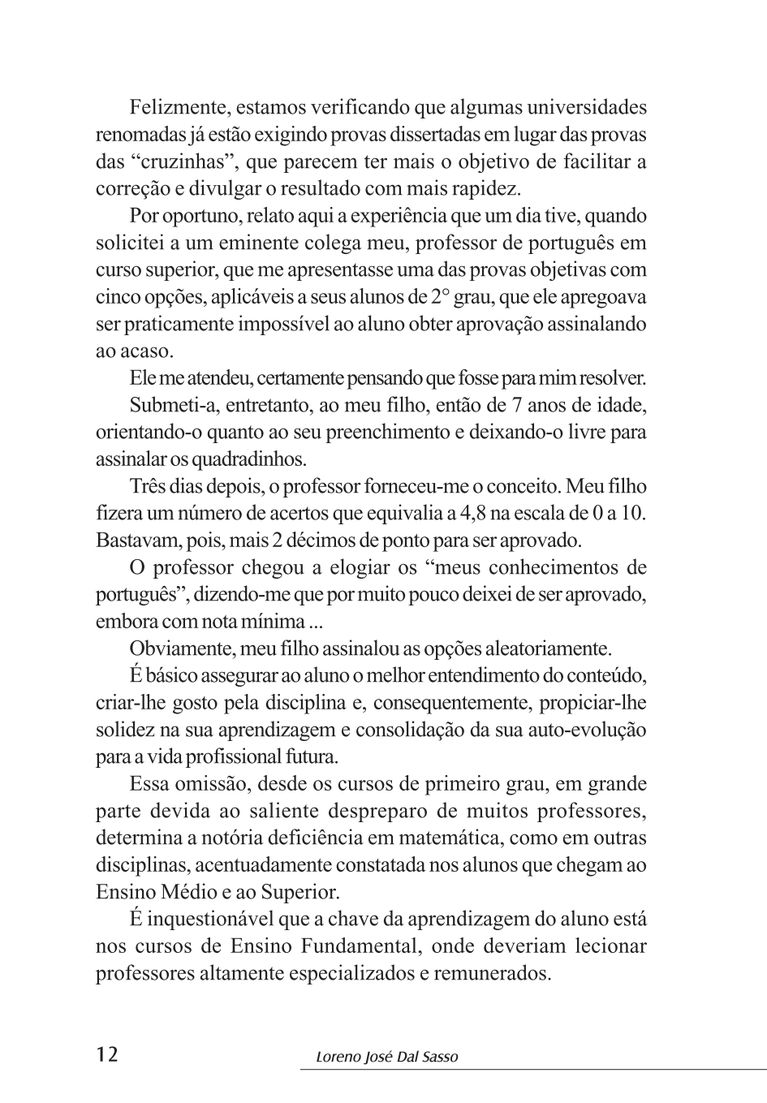 Felizmente, estamos verificando que algumas universidades
renomadas já estão exigindo provas dissertadas em lugar das provas
das “cruzinhas”, que parecem ter mais o objetivo de facilitar a
correção e divulgar o resultado com mais rapidez.
Por oportuno, relato aqui a experiência que um dia tive, quando
solicitei a um eminente colega meu, professor de português em
curso superior, que me apresentasse uma das provas objetivas com
cinco opções, aplicáveis a seus alunos de 2° grau, que ele apregoava
ser praticamente impossível ao aluno obter aprovação assinalando
ao acaso.
Ele me atendeu, certamente pensando que fosse para mim resolver.
Submeti-a, entretanto, ao meu filho, então de 7 anos de idade,
orientando-o quanto ao seu preenchimento e deixando-o livre para
assinalar os quadradinhos.
Três dias depois, o professor forneceu-me o conceito. Meu filho
fizera um número de acertos que equivalia a 4,8 na escala de 0 a 10.
Bastavam, pois, mais 2 décimos de ponto para ser aprovado.
O professor chegou a elogiar os “meus conhecimentos de
português”, dizendo-me que por muito pouco deixei de ser aprovado,
embora com nota mínima ...
Obviamente, meu filho assinalou as opções aleatoriamente.
É básico assegurar ao aluno o melhor entendimento do conteúdo,
criar-lhe gosto pela disciplina e, consequentemente, propiciar-lhe
solidez na sua aprendizagem e consolidação da sua auto-evolução
para a vida profissional futura.
Essa omissão, desde os cursos de primeiro grau, em grande
parte devida ao saliente despreparo de muitos professores,
determina a notória deficiência em matemática, como em outras
disciplinas, acentuadamente constatada nos alunos que chegam ao
Ensino Médio e ao Superior.
É inquestionável que a chave da aprendizagem do aluno está
nos cursos de Ensino Fundamental, onde deveriam lecionar
professores altamente especializados e remunerados.
12 Loreno José Dal Sasso